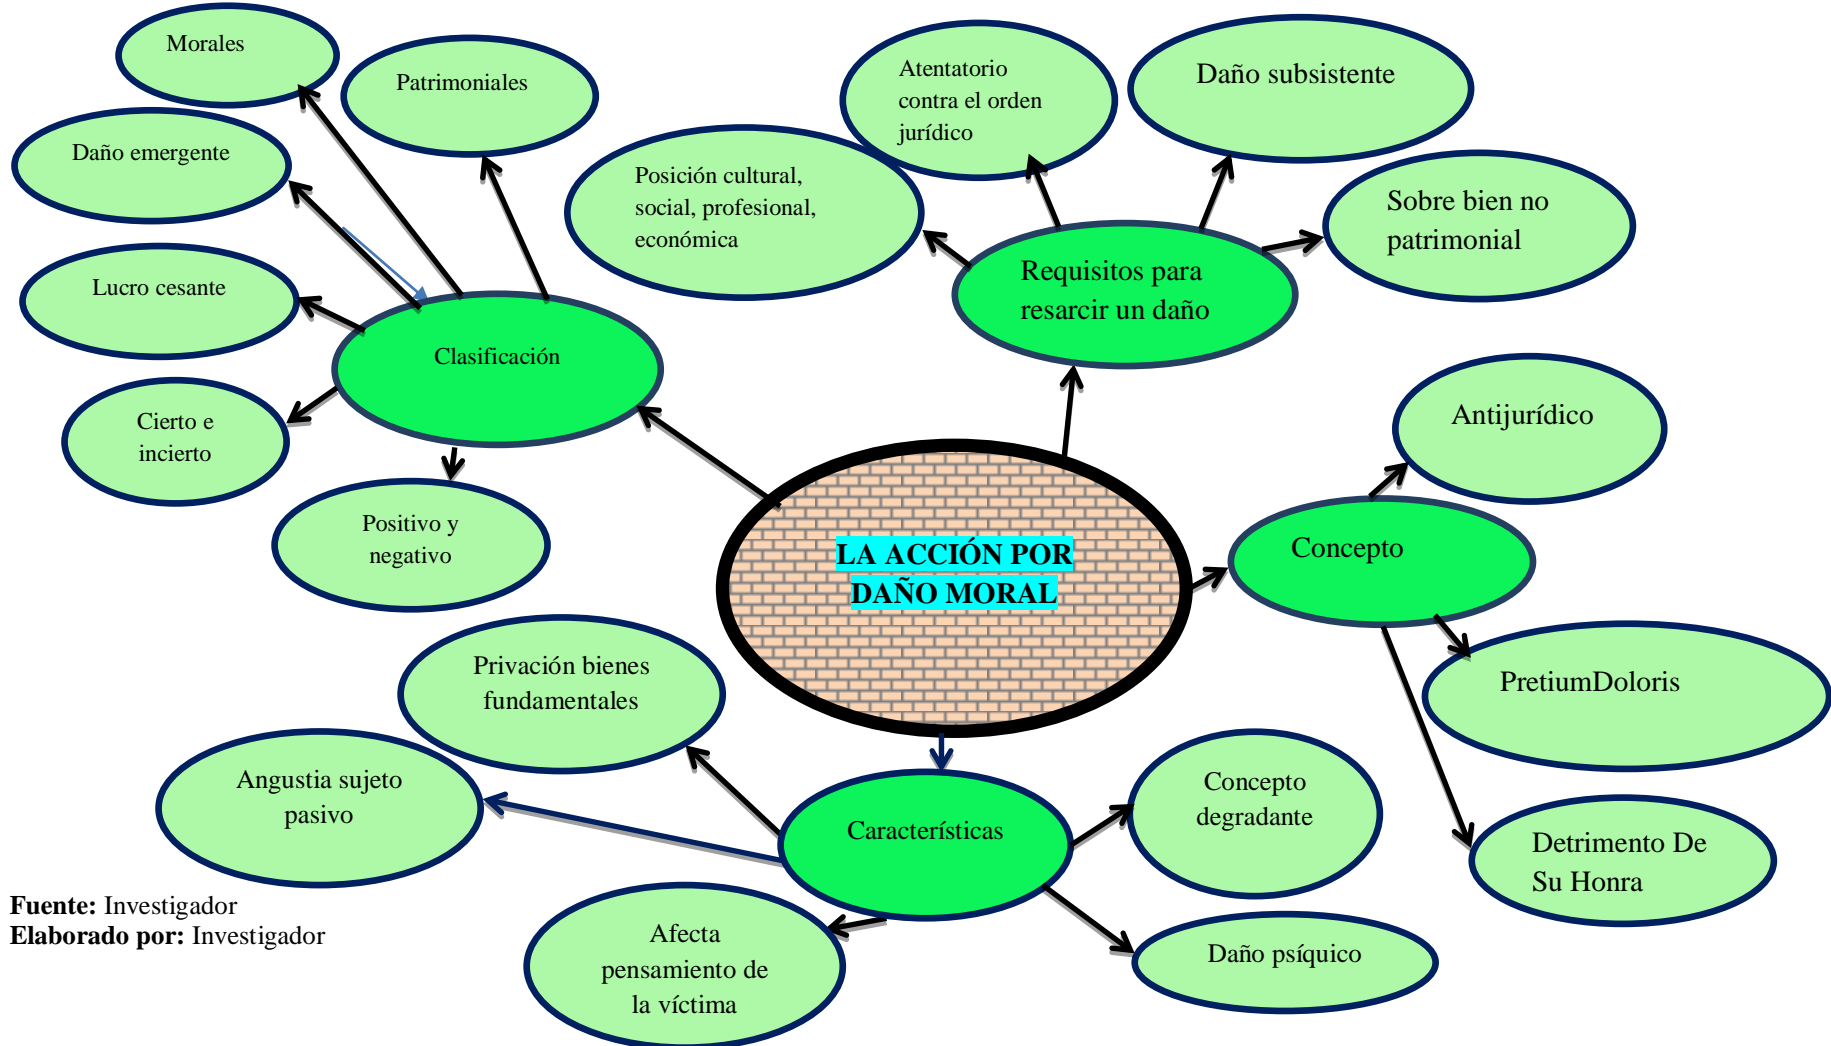 Morales
Patrimoniales
Daño emergente
Lucro cesante
Cierto e
incierto
Positivo y
negativo
Clasificación
Atentatorio
contra el orden
jurídico
Daño subsistente
Posición cultural,
social, profesional,
económica
Sobre bien no
patrimonial
Requisitos para
resarcir un daño
Antijurídico
Concepto
PretiumDoloris
Detrimento De
Su Honra
LA ACCIÓN POR
DAÑO MORAL
Privación bienes
fundamentales
Angustia sujeto
pasivo
Características
Concepto
degradante
Daño psíquico
Afecta
pensamiento de
la víctima
Fuente: Investigador
Elaborado por: Investigador